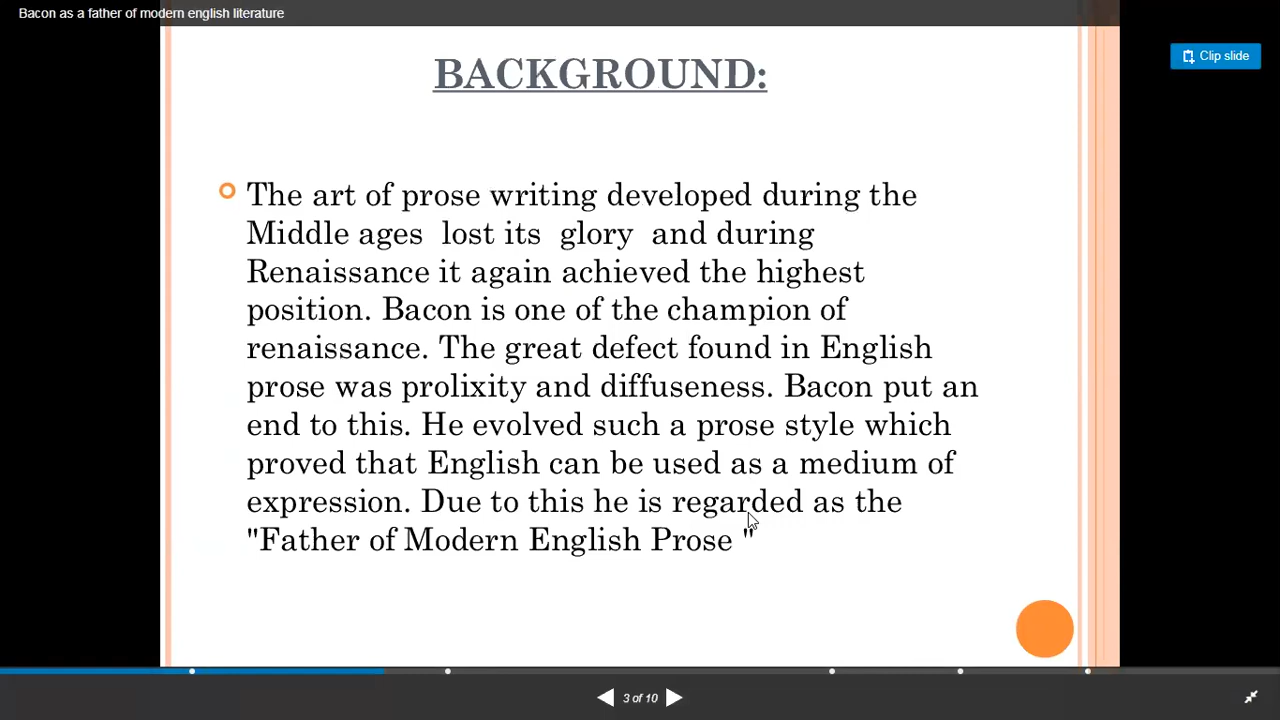 Bacon as a father of modern english literature
Clip slide
BACKGROUND:
The art of prose writing developed during the
Middle ages lost its glory and during
Renaissance it again achieved the highest
position. Bacon is one of the champion of
renaissance. The great defect found in English
prose was prolixity and diffuseness. Bacon put an
end to this. He evolved such a prose style which
proved that English can be used as a medium of
expression. Due to this he is regarded as the
"Father of Modern English Prose "
3 of 10